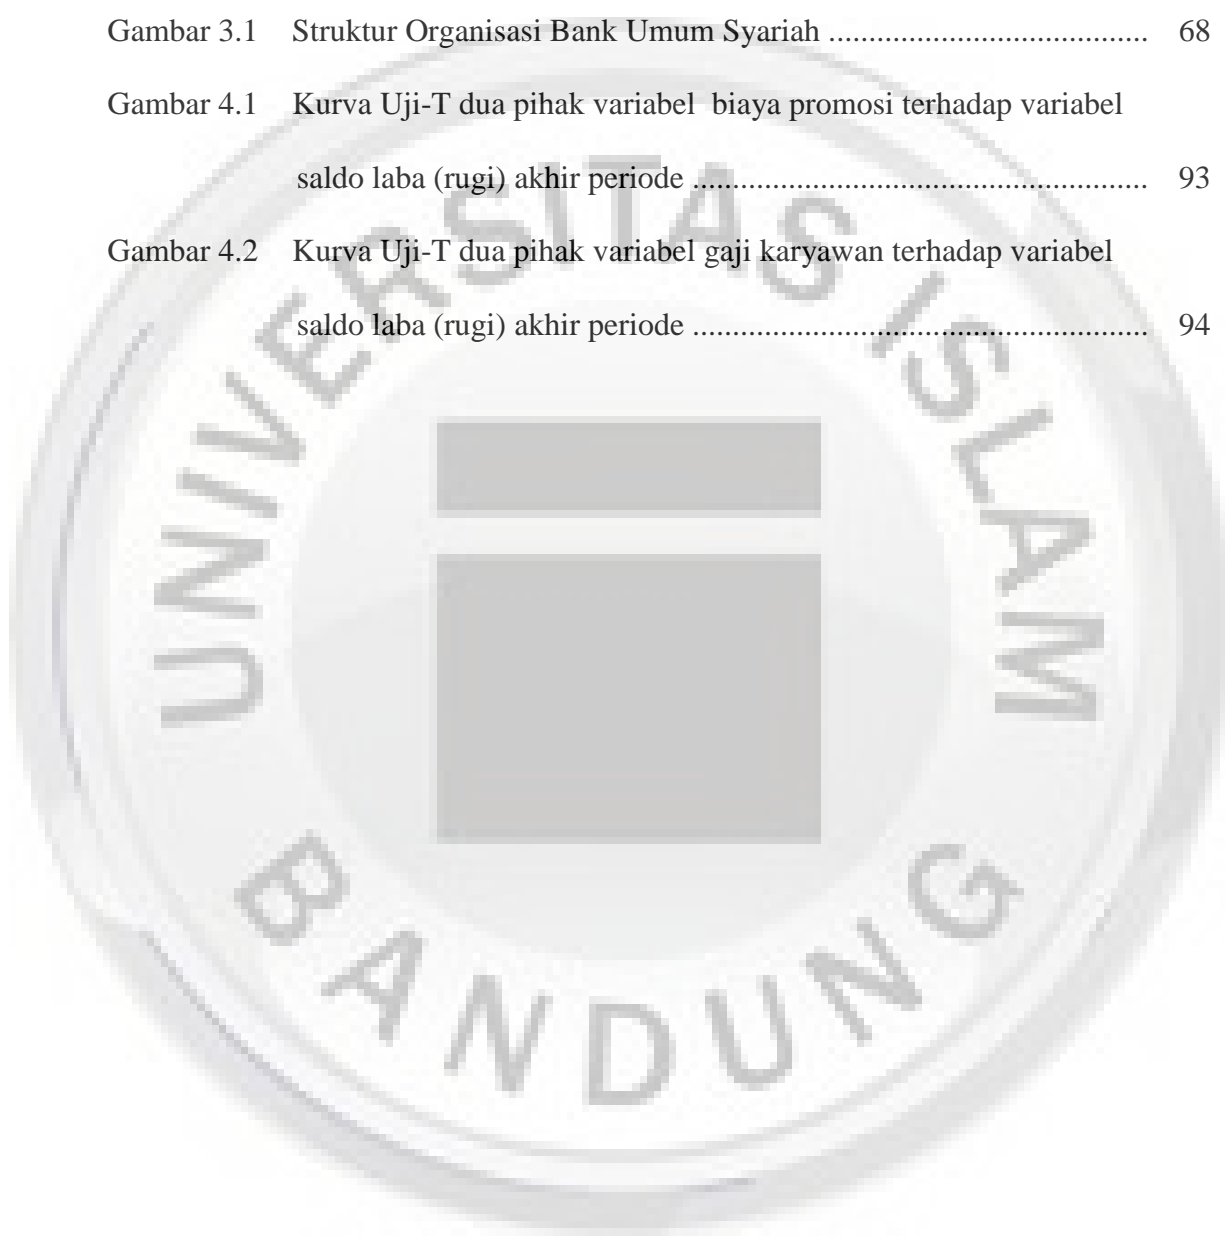 Gambar 3.1 Struktur Organisasi Bank Umum Syariah ..................................... 68
Gambar 4.1 Kurva Uji-T dua pihak variabel biaya promosi terhadap variabel
saldo laba (rugi) akhir periode ......................................................... 93
Gambar 4.2 Kurva Uji-T dua pihak variabel gaji karyawan terhadap variabel
saldo laba (rugi) akhir periode ......................................................... 94
UNIVERSITAS ISLAM
BANDUNG